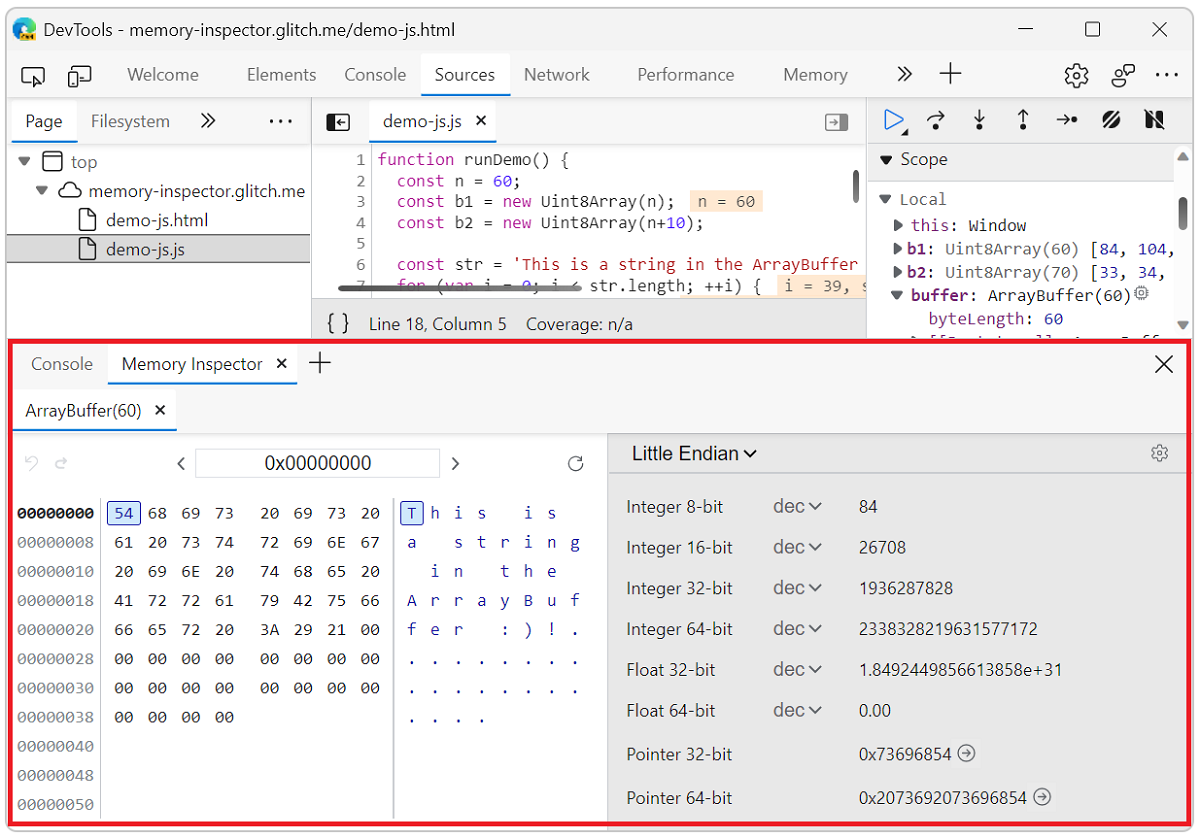 DevTools - memory-inspector.glitch.me/demo-js.html
Welcome Elements Console Sources Network Performance Memory
Page Filesystem
demo-js.js
top
memory-inspector.glitch.me
demo-js.html
demo-js.js
1 function runDemo() {
2 const n = 60;
3 const b1 = new Uint8Array(n); n = 60
4 const b2 = new Uint8Array(n+10);
5
6 const str = 'This is a string in the ArrayBuffer
7 for (var i = 0; i < str.length; ++i) { i = 39, s
{ } Line 18, Column 5 Coverage: n/a
Scope
Local
this: Window
b1: Uint8Array(60) [84, 104,
b2: Uint8Array(70) [33, 34,
buffer: ArrayBuffer(60)
byteLength: 60
Console Memory Inspector
ArrayBuffer(60)
0x00000000
00000000 54 68 69 73 20 69 73 20 T h i s i s
00000008 61 20 73 74 72 69 6E 67 a s t r i n g
00000010 20 69 6E 20 74 68 65 20 i n t h e
00000018 41 72 72 61 79 42 75 66 A r r a y B u f
00000020 66 65 72 20 3A 29 21 00 f e r : ) ! .
00000028 00 00 00 00 00 00 00 00 . . . . . . . .
00000030 00 00 00 00 00 00 00 00 . . . . . . . .
00000038 00 00 00 00 . . . .
00000040
00000048
00000050
Little Endian
Integer 8-bit dec 84
Integer 16-bit dec 26708
Integer 32-bit dec 1936287828
Integer 64-bit dec 2338328219631577172
Float 32-bit dec 1.8492449856613858e+31
Float 64-bit dec 0.00
Pointer 32-bit 0x73696854
Pointer 64-bit 0x2073692073696854